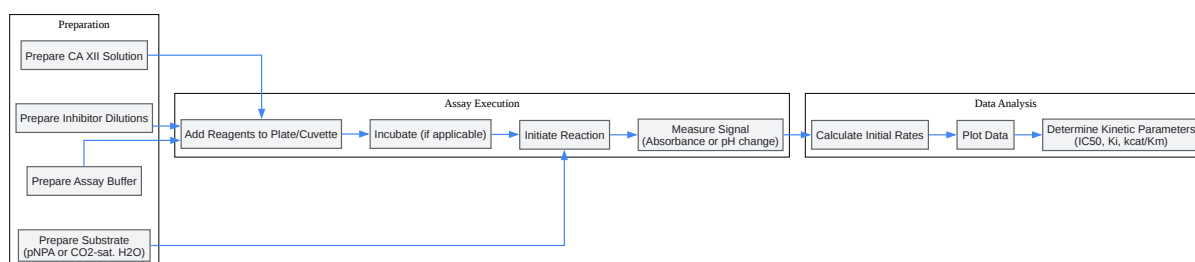 Preparation
Prepare CA XII Solution
Prepare Inhibitor Dilutions
Prepare Assay Buffer
Prepare Substrate
(pNPA or CO2-sat. H2O)
Assay Execution
Add Reagents to Plate/Cuvette
Incubate (if applicable)
Initiate Reaction
Measure Signal
(Absorbance or pH change)
Data Analysis
Calculate Initial Rates
Plot Data
Determine Kinetic Parameters
(IC50, Ki, kcat/Km)